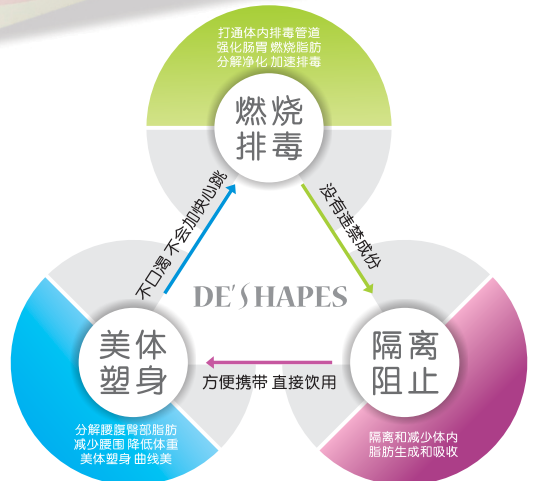 打通体内排毒管道
强化肠胃 燃烧脂肪
分解净化 加速排毒
燃烧
排毒
不口渴 不会加快心跳
没有违禁成份
DE'SHAPES
美体
塑身
方便携带 直接饮用
隔离
阻止
分解腰腹臀部脂肪
减少腰围 降低体重
美体塑身 曲线美
隔离和减少体内
脂肪生成和吸收